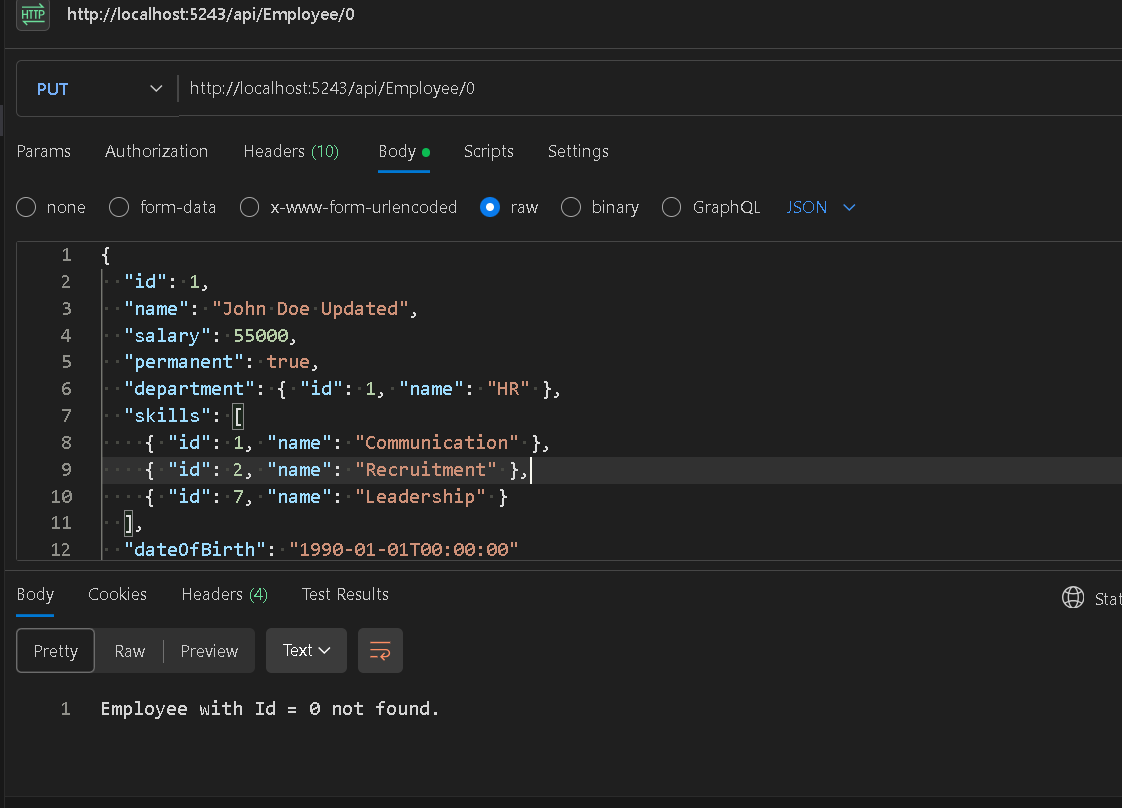 HTTP http://localhost:5243/api/Employee/0
PUT http://localhost:5243/api/Employee/0
Params Authorization Headers (10) Body Scripts Settings
none form-data x-www-form-urlencoded raw binary GraphQL JSON
1 {
2 "id": 1,
3 "name": "John Doe Updated",
4 "salary": 55000,
5 "permanent": true,
6 "department": { "id": 1, "name": "HR" },
7 "skills": [
8 { "id": 1, "name": "Communication" },
9 { "id": 2, "name": "Recruitment" },
10 { "id": 7, "name": "Leadership" }
11 ],
12 "dateOfBirth": "1990-01-01T00:00:00"
Body Cookies Headers (4) Test Results Stat
Pretty Raw Preview Text
1 Employee with Id = 0 not found.